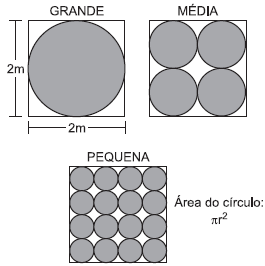 GRANDE
MÉDIA
2m
2m
PEQUENA
Área do círculo:
πr²